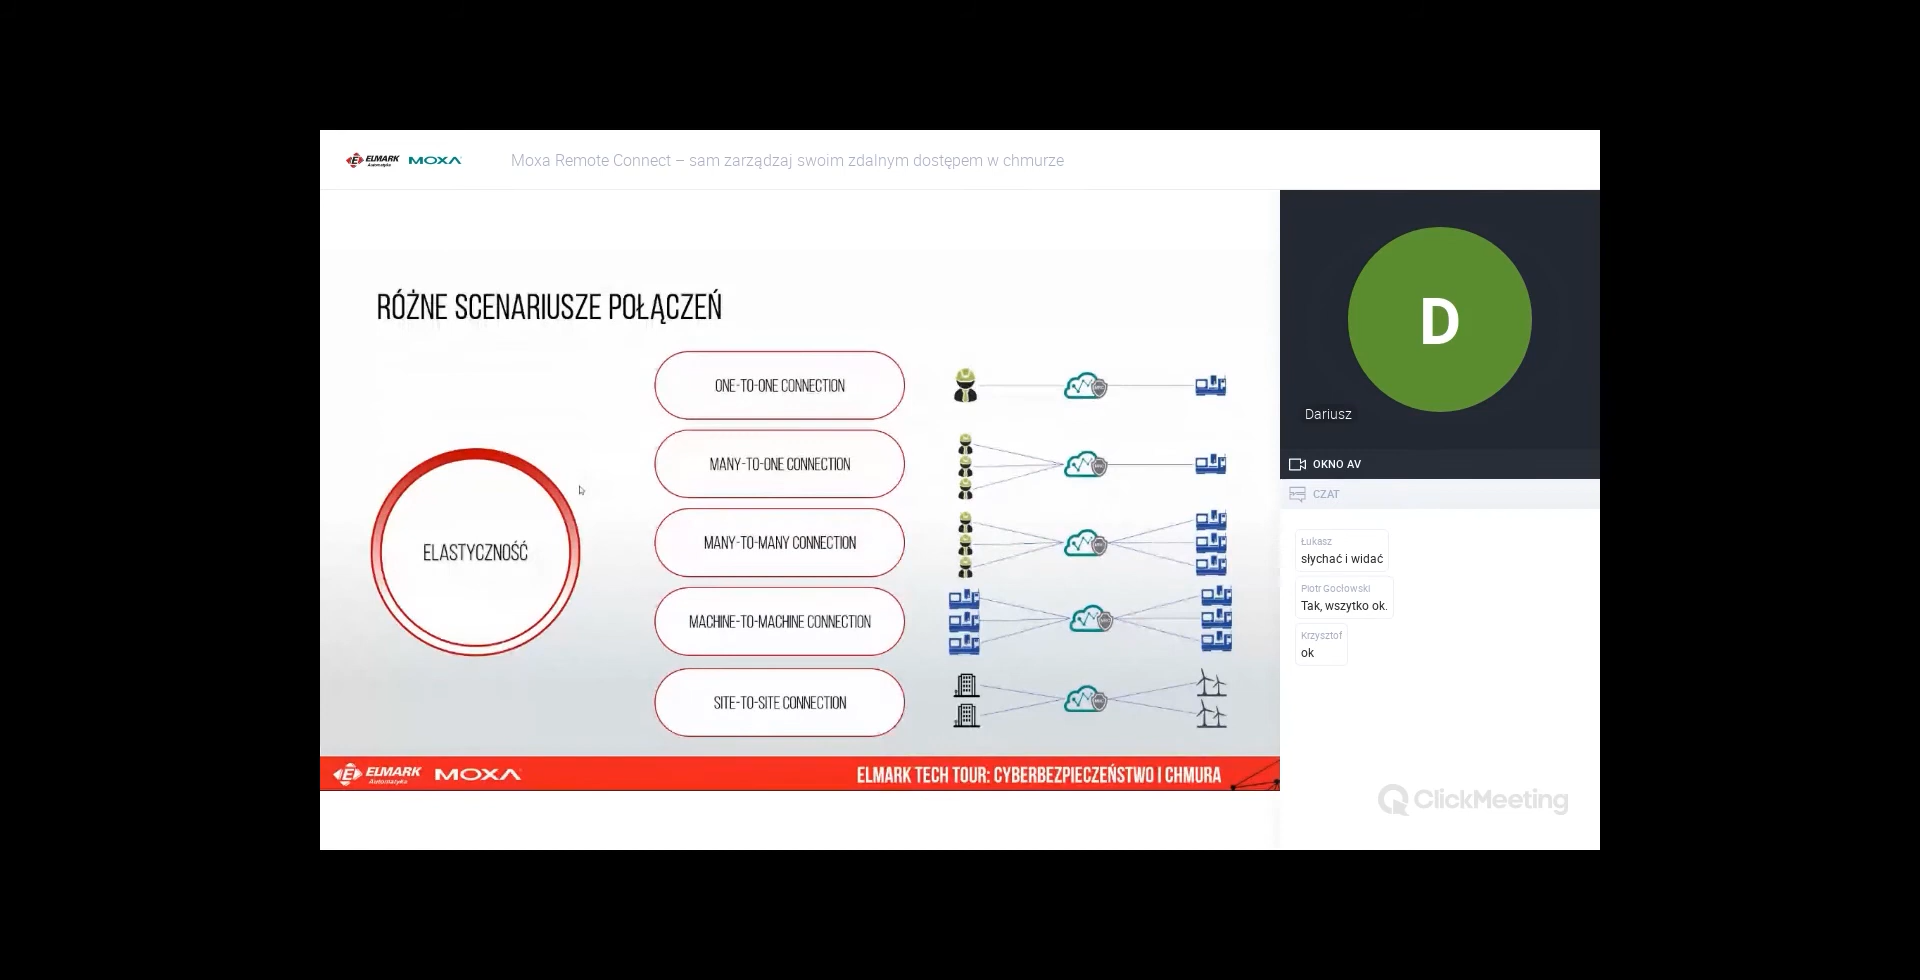 ELMARK
Automatyka
MOXA
Moxa Remote Connect – sam zarządzaj swoim zdalnym dostępem w chmurze
RÓŻNE SCENARIUSZE POŁĄCZEŃ
ELASTYCZNOŚĆ
ONE-TO-ONE CONNECTION
MANY-TO-ONE CONNECTION
MANY-TO-MANY CONNECTION
MACHINE-TO-MACHINE CONNECTION
SITE-TO-SITE CONNECTION
ELMARK
Automatyka
MOXA
ELMARK TECH TOUR: CYBERBEZPIECZEŃSTWO I CHMURA
D
Dariusz
OKNO AV
CZAT
Łukasz
słychać i widać
Piotr Gocłowski
Tak, wszytko ok.
Krzysztof
ok
ClickMeeting